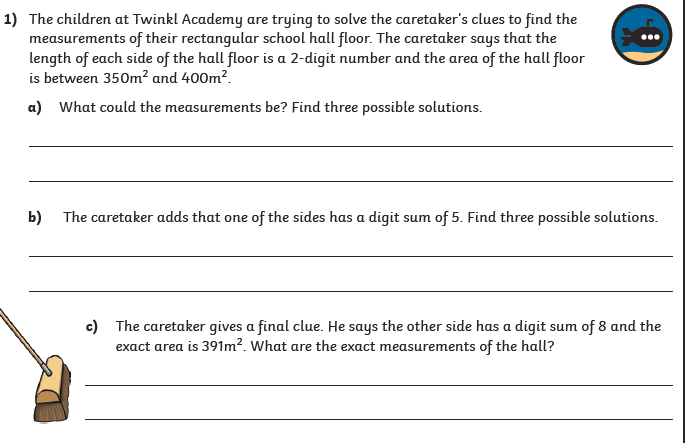 1) The children at Twinkl Academy are trying to solve the caretaker's clues to find the
measurements of their rectangular school hall floor. The caretaker says that the
length of each side of the hall floor is a 2-digit number and the area of the hall floor
is between 350m² and 400m².
a) What could the measurements be? Find three possible solutions.
b) The caretaker adds that one of the sides has a digit sum of 5. Find three possible solutions.
c) The caretaker gives a final clue. He says the other side has a digit sum of 8 and the
exact area is 391m². What are the exact measurements of the hall?